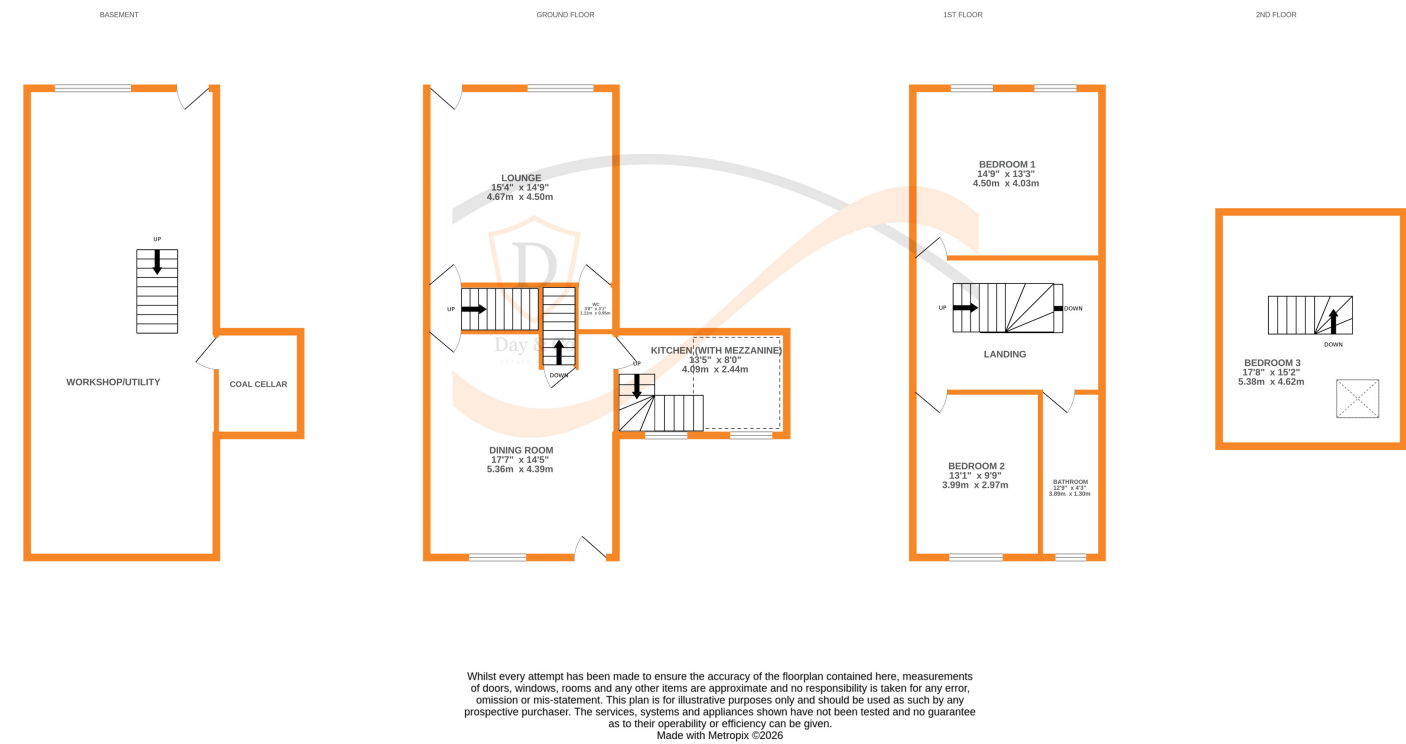 BASEMENT
GROUND FLOOR
1ST FLOOR
2ND FLOOR
UP
WORKSHOP/UTILITY
COAL CELLAR
LOUNGE
15'4" x 14'9"
4.67m x 4.50m
D
UP
WC
Day &
DOWN
UP
KITCHEN (WITH MEZZANINE)
13'5" x 8'0"
4.09m x 2.44m
DINING ROOM
17'7" x 14'5"
5.36m x 4.39m
BEDROOM 1
14'9" x 13'3"
4.50m x 4.03m
UP
DOWN
LANDING
BEDROOM 2
13'1" x 9'9"
3.99m x 2.97m
BATHROOM
12'9" x 4'3"
3.89m x 1.30m
DOWN
BEDROOM 3
17'8" x 15'2"
5.38m x 4.62m
Whilst every attempt has been made to ensure the accuracy of the floorplan contained here, measurements
of doors, windows, rooms and any other items are approximate and no responsibility is taken for any error,
omission or mis-statement. This plan is for illustrative purposes only and should be used as such by any
prospective purchaser. The services, systems and appliances shown have not been tested and no guarantee
as to their operability or efficiency can be given.
Made with Metropix ©2026